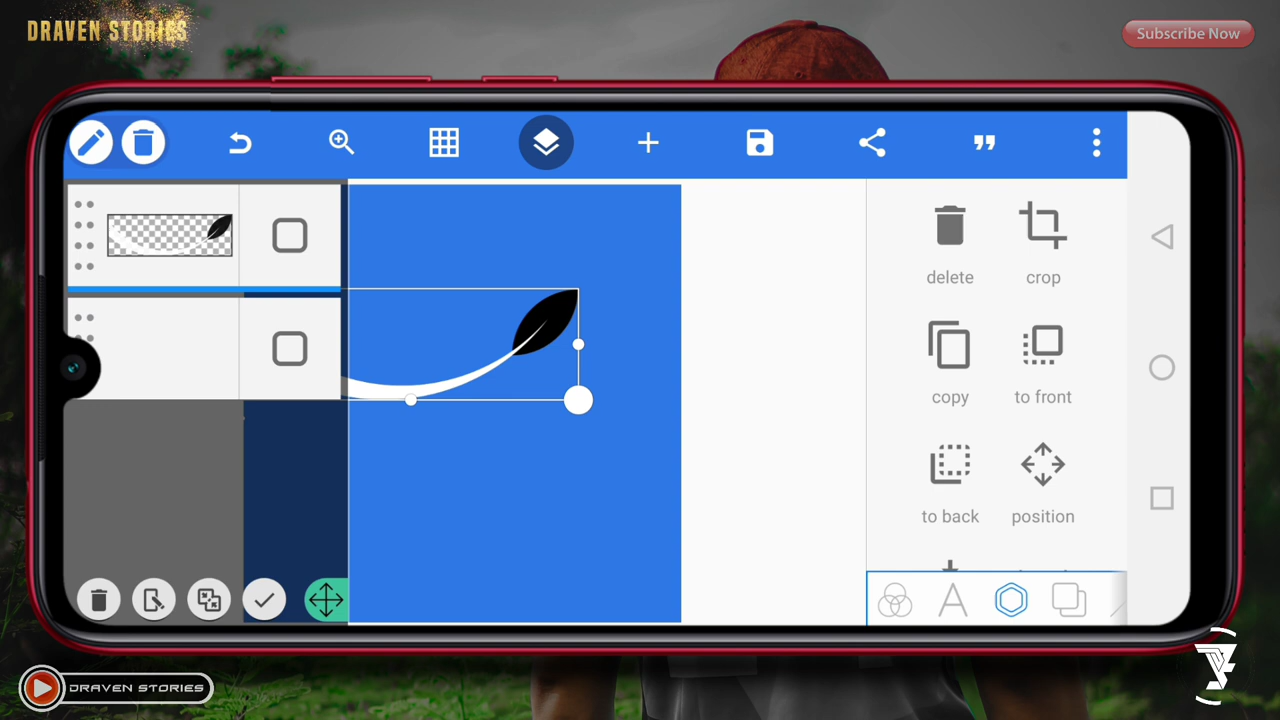 DRAVEN STORIES
Subscribe Now
delete
crop
copy
to front
to back
position
DRAVEN STORIES